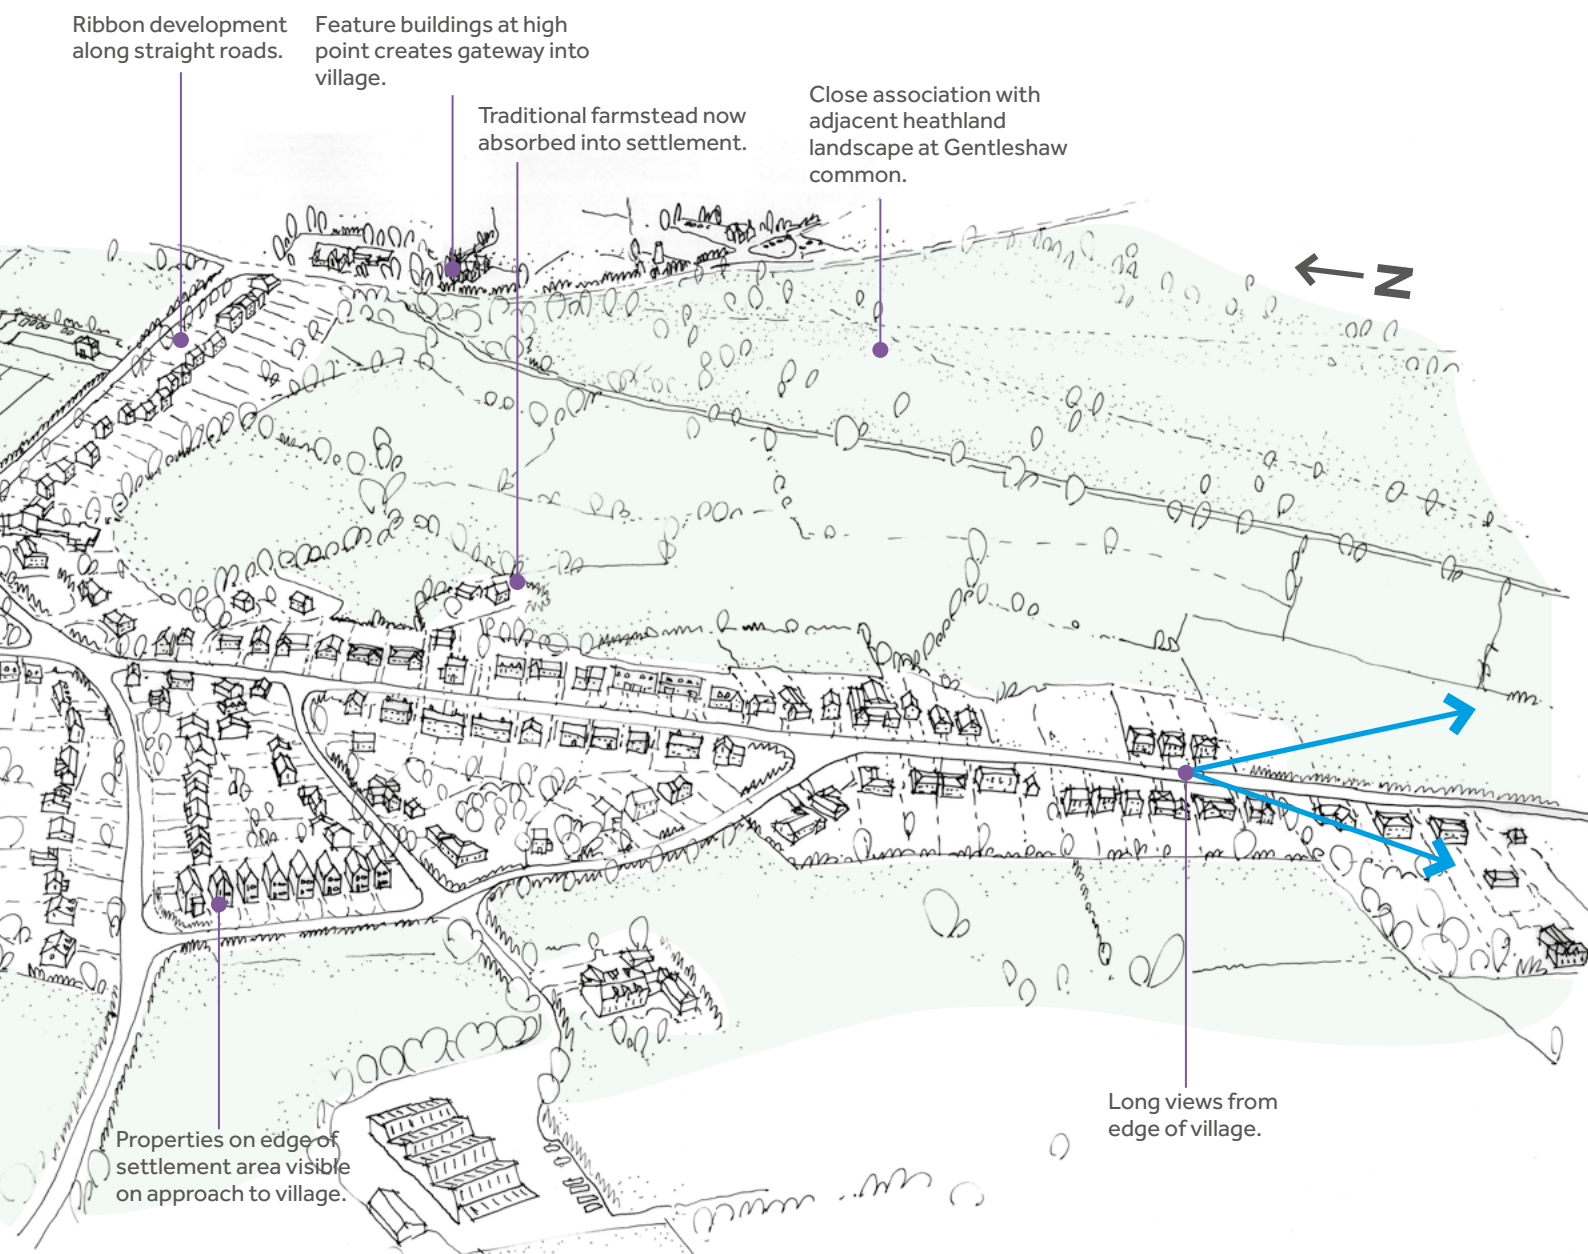 Ribbon development
along straight roads.
Feature buildings at high
point creates gateway into
village.
Traditional farmstead now
absorbed into settlement.
Close association with
adjacent heathland
landscape at Gentleshaw
common.
N
Long views from
edge of village.
Properties on edge of
settlement area visible
on approach to village.